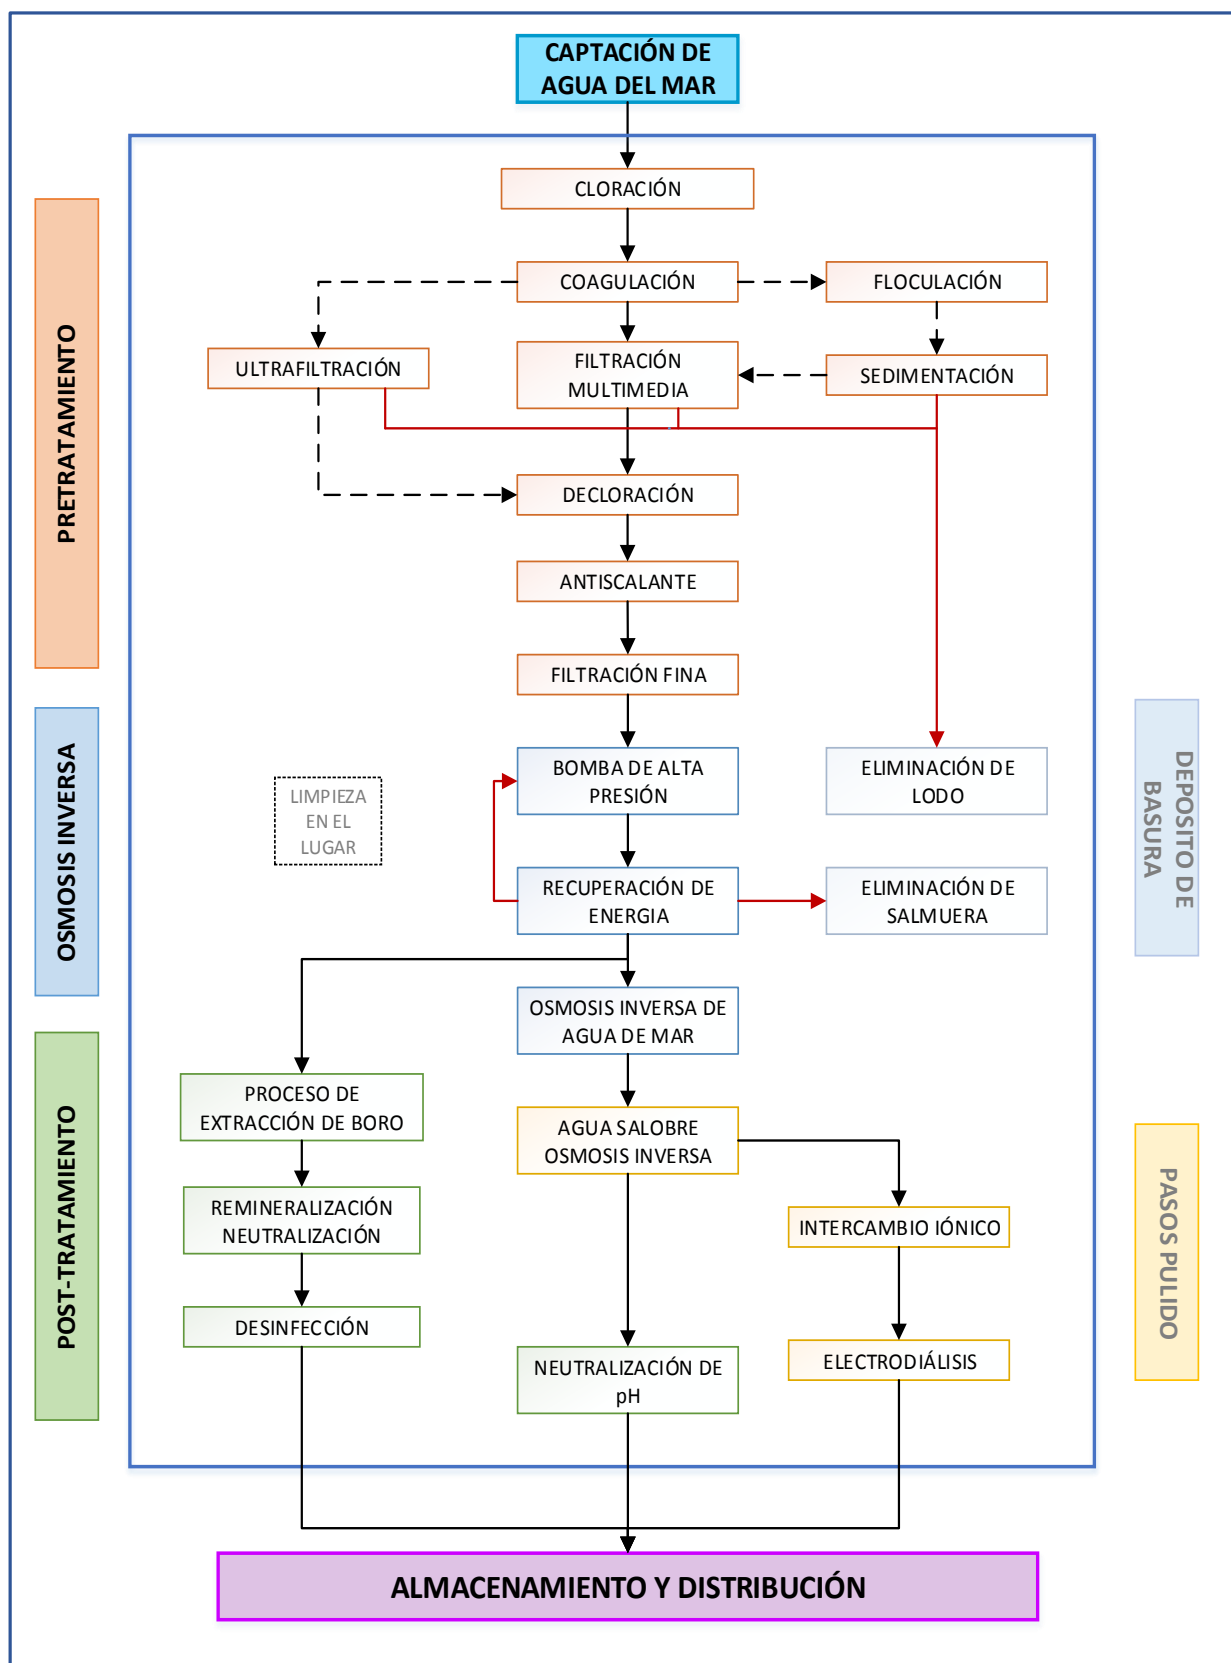 CAPTACIÓN DE
AGUA DEL MAR
CLORACIÓN
COAGULACIÓN
FLOCULACIÓN
ULTRAFILTRACIÓN
FILTRACIÓN
MULTIMEDIA
SEDIMENTACIÓN
DECLORACIÓN
ANTISCALANTE
FILTRACIÓN FINA
PRETRATAMIENTO
BOMBA DE ALTA
PRESIÓN
ELIMINACIÓN DE
LODO
LIMPIEZA
EN EL
LUGAR
RECUPERACIÓN DE
ENERGIA
ELIMINACIÓN DE
SALMUERA
OSMOSIS INVERSA
DEPOSITO DE
BASURA
OSMOSIS INVERSA DE
AGUA DE MAR
PROCESO DE
EXTRACCIÓN DE BORO
AGUA SALOBRE
OSMOSIS INVERSA
REMINERALIZACIÓN
NEUTRALIZACIÓN
INTERCAMBIO IÓNICO
DESINFECCIÓN
NEUTRALIZACIÓN DE
pH
ELECTRODIÁLISIS
POST-TRATAMIENTO
PASOS PULIDO
ALMACENAMIENTO Y DISTRIBUCIÓN